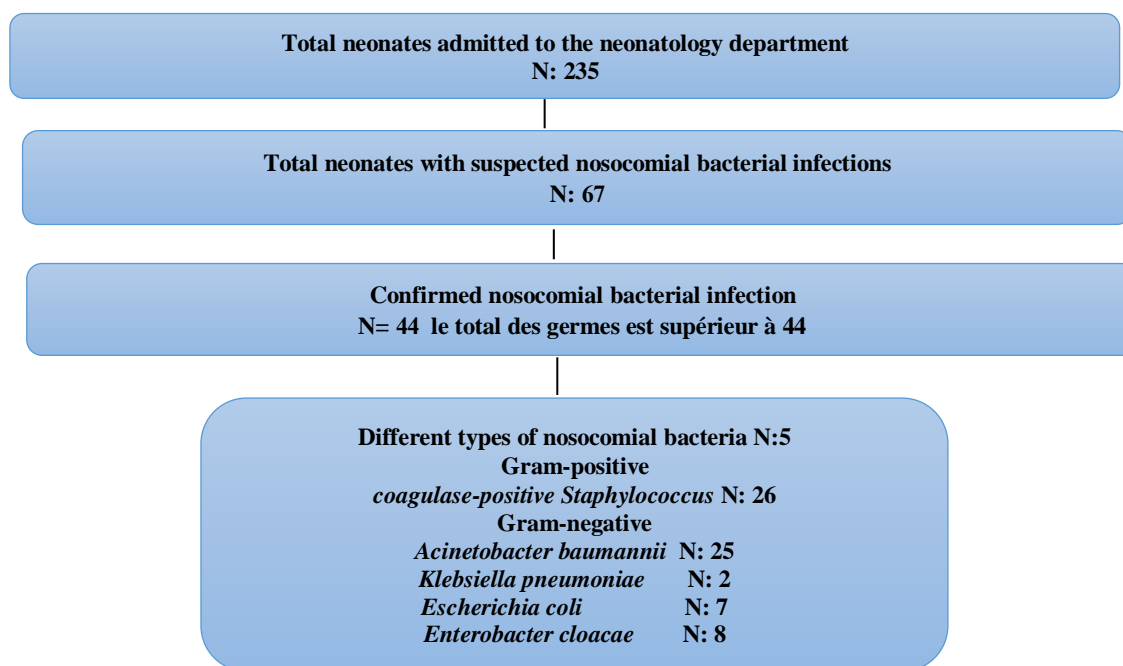 Total neonates admitted to the neonatology department
N: 235
Total neonates with suspected nosocomial bacterial infections
N: 67
Confirmed nosocomial bacterial infection
N= 44 le total des germes est supérieur à 44
Different types of nosocomial bacteria N:5
Gram-positive
coagulase-positive Staphylococcus N: 26
Gram-negative
Acinetobacter baumannii N: 25
Klebsiella pneumoniae N: 2
Escherichia coli N: 7
Enterobacter cloacae N: 8